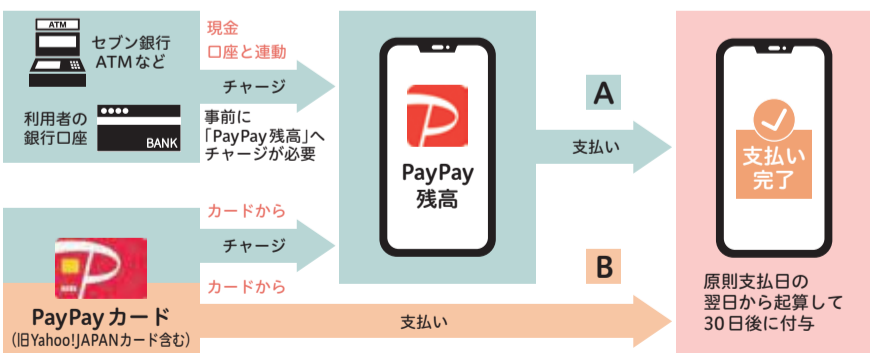 ATM
セブン銀行
ATMなど
現金
口座と連動
チャージ
利用者の
銀行口座
BANK
事前に
「PayPay残高」へ
チャージが必要
PayPay
残高
A
支払い
支払い
完了
カードから
チャージ
カードから
PayPayカード
(旧Yahoo!JAPANカード含む)
B
支払い
原則支払日の
翌日から起算して
30日後に付与